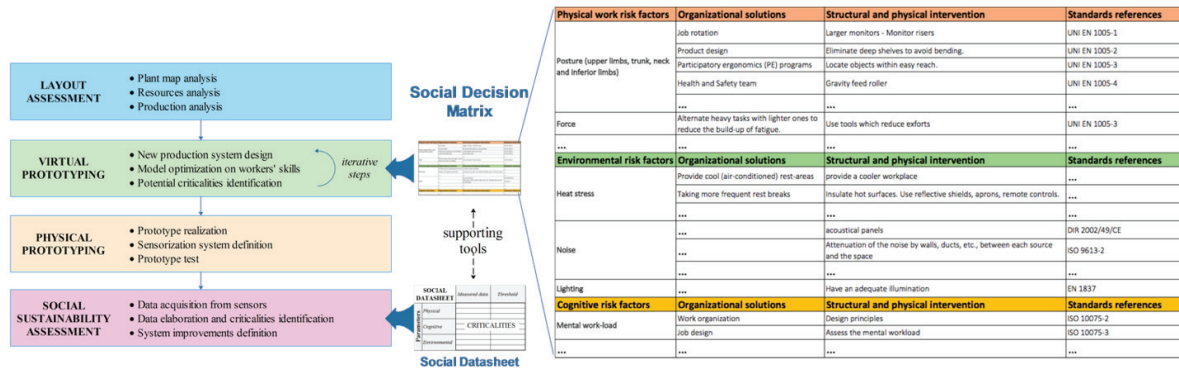 LAYOUT
ASSESSMENT
• Plant map analysis
• Resources analysis
• Production analysis
VIRTUAL
PROTOTYPING
• New production system design
• Model optimization on workers' skills
• Potential criticalities identification
iterative
steps
PHYSICAL
PROTOTYPING
• Prototype realization
• Sensorization system definition
• Prototype test
SOCIAL
SUSTAINABILITY
ASSESSMENT
• Data acquisition from sensors
• Data elaboration and criticalities identification
• System improvements definition
Social Decision
Matrix
supporting
tools
SOCIAL
DATASHEET
Measured data
Threshold
Parameters
Physical
Cognitive
CRITICALITIES
Environmental
Social Datasheet
Physical work risk factors Organizational solutions Structural and physical intervention Standards references
Posture (upper limbs, trunk, neck
and inferior limbs)
Job rotation Larger monitors - Monitor risers UNI EN 1005-1
Product design Eliminate deep shelves to avoid bending. UNI EN 1005-2
Participatory ergonomics (PE) programs Locate objects within easy reach. UNI EN 1005-3
Health and Safety team Gravity feed roller UNI EN 1005-4
... ... ...
Force
Alternate heavy tasks with lighter ones to
reduce the build-up of fatigue.
Use tools which reduce exforts UNI EN 1005-3
... ... ... ...
Environmental risk factors Organizational solutions Structural and physical intervention Standards references
Heat stress
Provide cool (air-conditioned) rest-areas provide a cooler workplace ...
Taking more frequent rest breaks Insulate hot surfaces. Use reflective shields, aprons, remote controls. ...
... ... ...
Noise
... acoustical panels DIR 2002/49/CE
... Attenuation of the noise by walls, ducts, etc., between each source
and the space
ISO 9613-2
... ... ...
Lighting ... Have an adequate illumination EN 1837
Cognitive risk factors Organizational solutions Structural and physical intervention Standards references
Mental work-load
Work organization Design principles ISO 10075-2
Job design Assess the mental workload ISO 10075-3
... ... ... ...